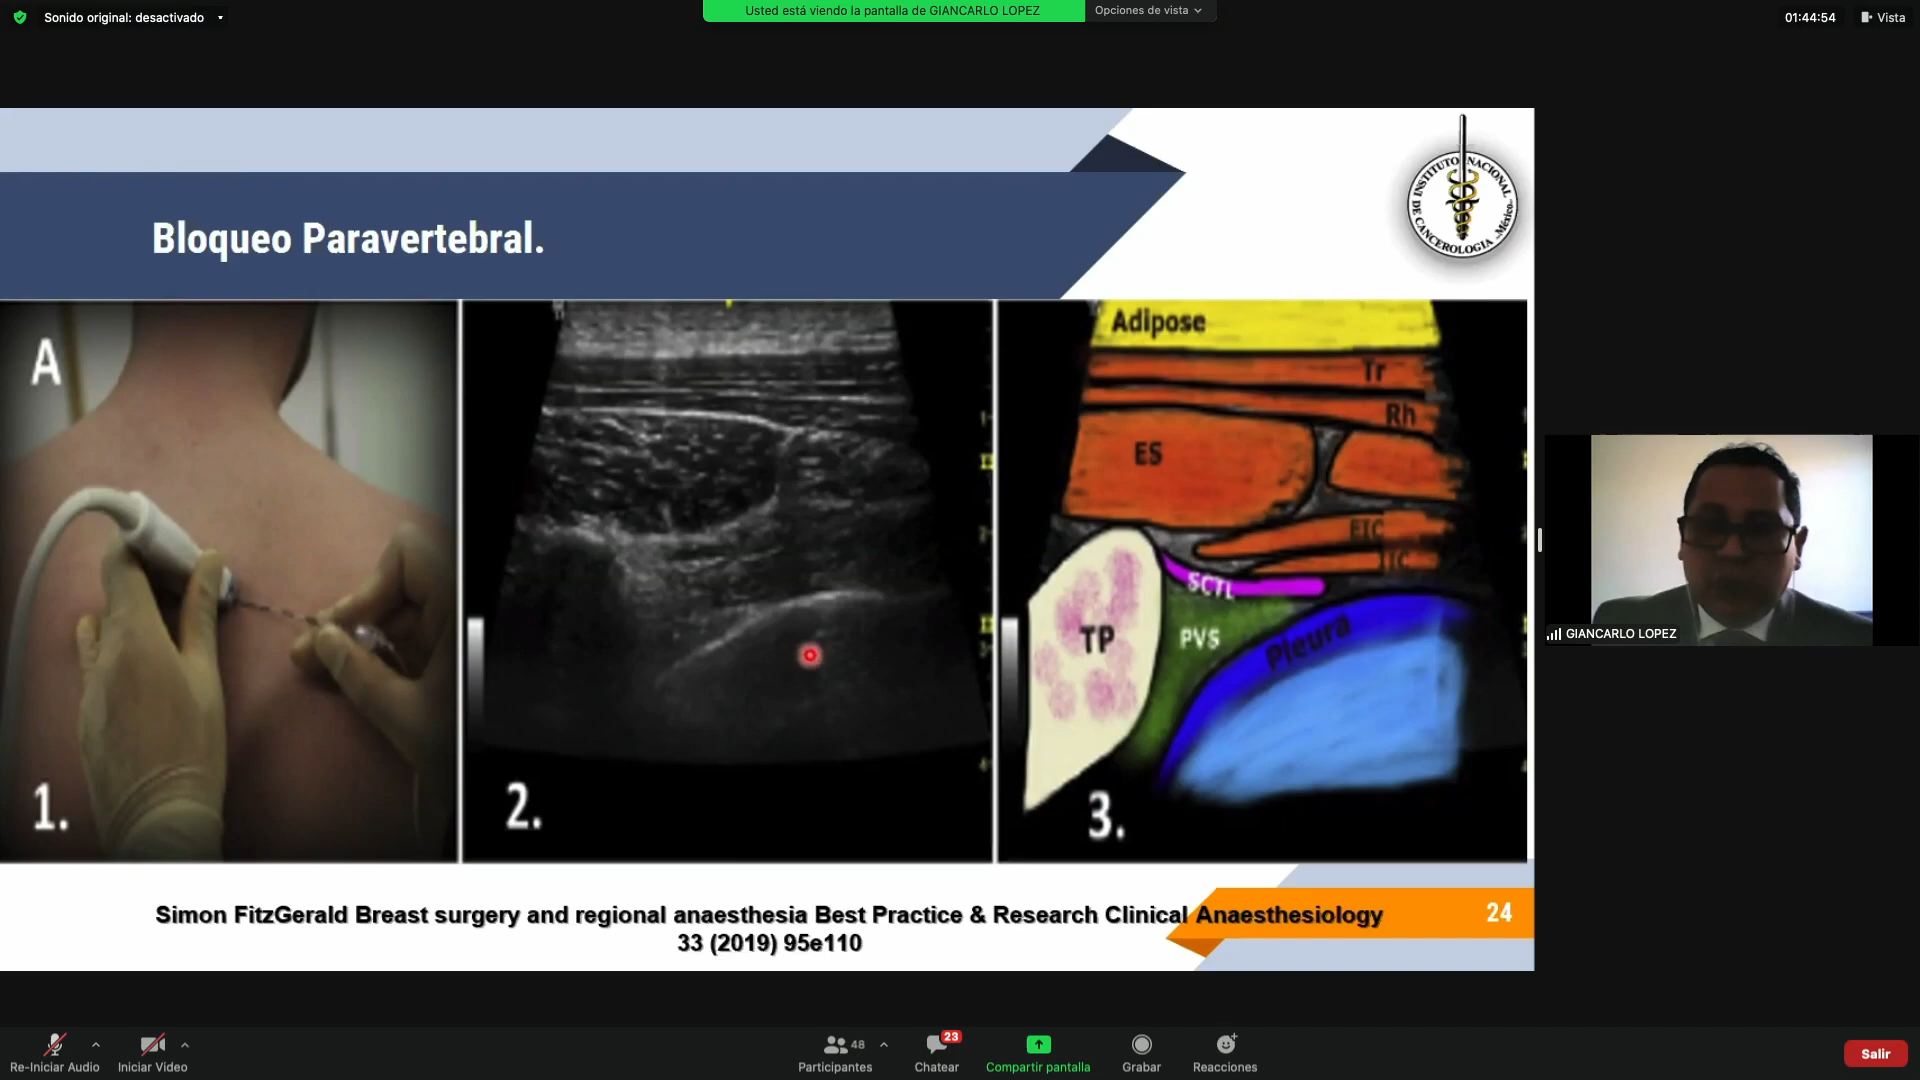 Sonido original: desactivado
Usted está viendo la pantalla de GIANCARLO LOPEZ
Opciones de vista
01:44:54
Vista
INSTITUTO NACIONAL
DE CANCEROLOGIA México
Bloqueo Paravertebral.
A
1.
2.
3.
Adipose
Tr
Rh
ES
EIC
IIC
SCTL
TP
PVS
Pleura
GIANCARLO LOPEZ
Simon FitzGerald Breast surgery and regional anaesthesia Best Practice & Research Clinical Anaesthesiology
33 (2019) 95e110
24
Re-Iniciar Audio
Iniciar Video
Participantes
48
Chatear
23
Compartir pantalla
Grabar
Reacciones
Salir